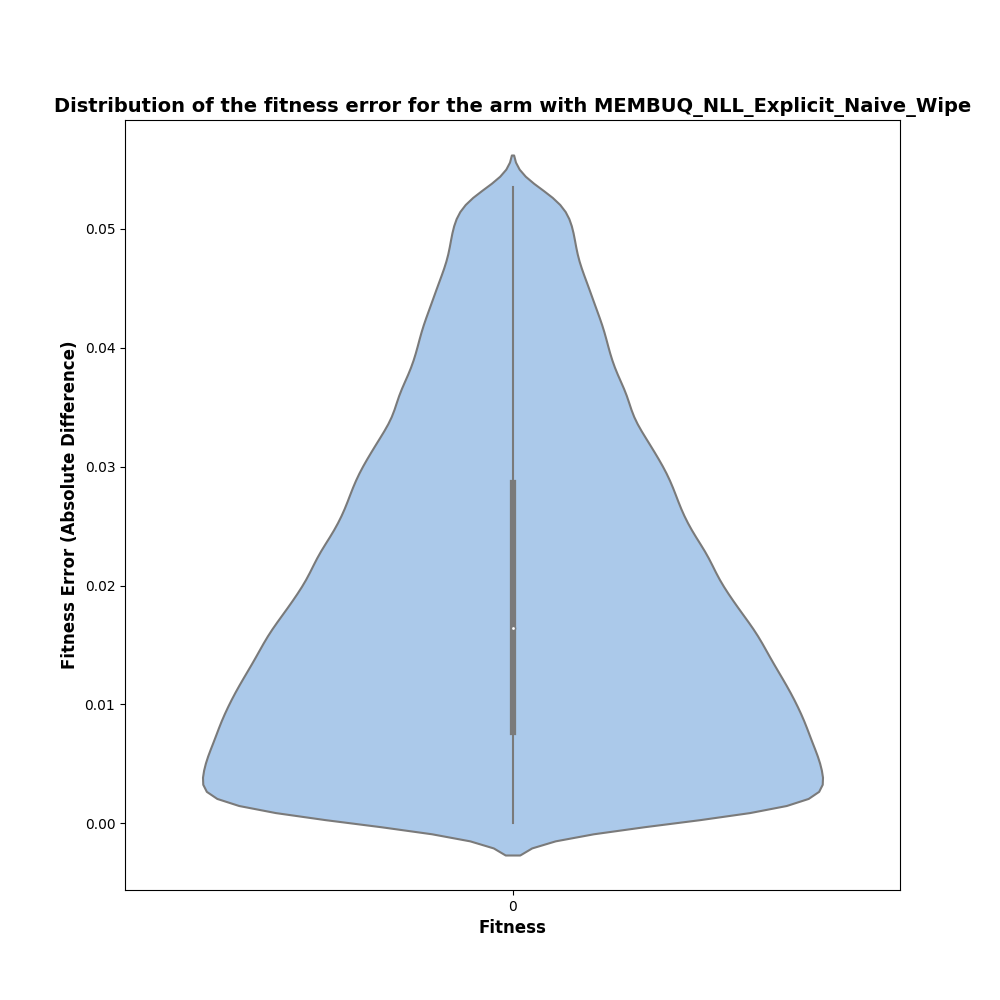 Distribution of the fitness error for the arm with MEMBUQ_NLL_Explicit_Naive_Wipe
Fitness Error (Absolute Difference)
0.05
0.04
0.03
0.02
0.01
0.00
0
Fitness